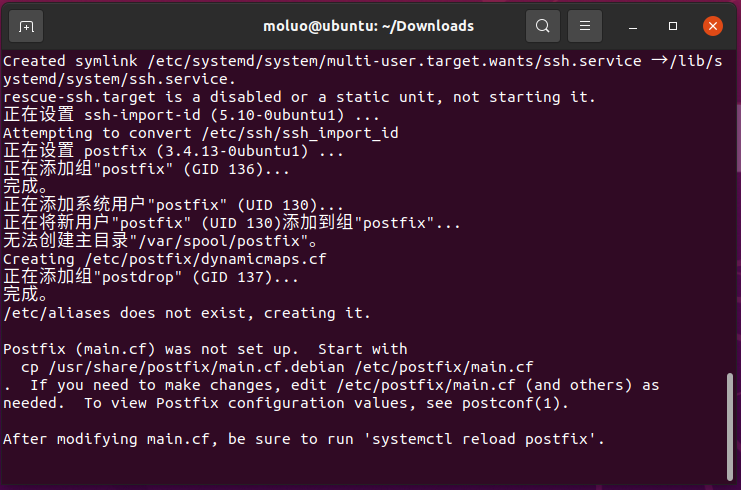 moluo@ubuntu: ~/Downloads
Created symlink /etc/systemd/system/multi-user.target.wants/ssh.service →/lib/s
ystemd/system/ssh.service.
rescue-ssh.target is a disabled or a static unit, not starting it.
正在设置 ssh-import-id (5.10-0ubuntu1) ...
Attempting to convert /etc/ssh/ssh_import_id
正在设置 postfix (3.4.13-0ubuntu1) ...
正在添加组"postfix" (GID 136)...
完成。
正在添加系统用户"postfix" (UID 130)...
正在将新用户"postfix" (UID 130)添加到组"postfix"...
无法创建主目录"/var/spool/postfix"。
Creating /etc/postfix/dynamicmaps.cf
正在添加组"postdrop" (GID 137)...
完成。
/etc/aliases does not exist, creating it.
Postfix (main.cf) was not set up.  Start with
  cp /usr/share/postfix/main.cf.debian /etc/postfix/main.cf
.  If you need to make changes, edit /etc/postfix/main.cf (and others) as
needed.  To view Postfix configuration values, see postconf(1).
After modifying main.cf, be sure to run 'systemctl reload postfix'.